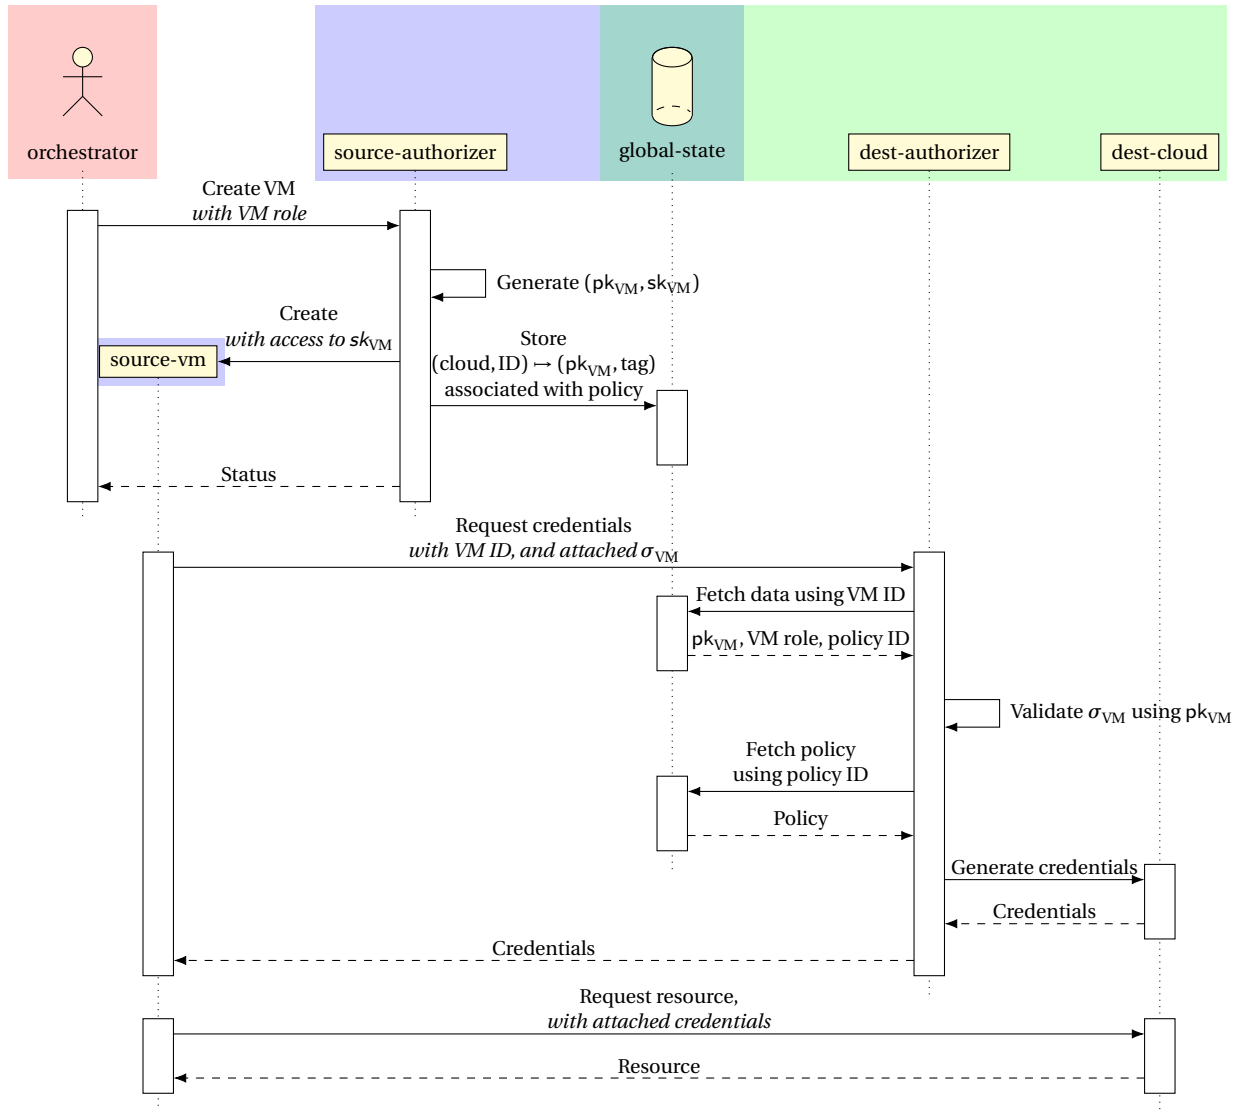 orchestrator
source-authorizer
global-state
dest-authorizer
dest-cloud
Create VM
with VM role
Generate (pk_VM, sk_VM)
Create
with access to sk_VM
source-vm
Store
(cloud, ID) ↦ (pk_VM, tag)
associated with policy
Status
Request credentials
with VM ID, and attached σ_VM
Fetch data using VM ID
pk_VM, VM role, policy ID
Validate σ_VM using pk_VM
Fetch policy
using policy ID
Policy
Generate credentials
Credentials
Credentials
Request resource,
with attached credentials
Resource